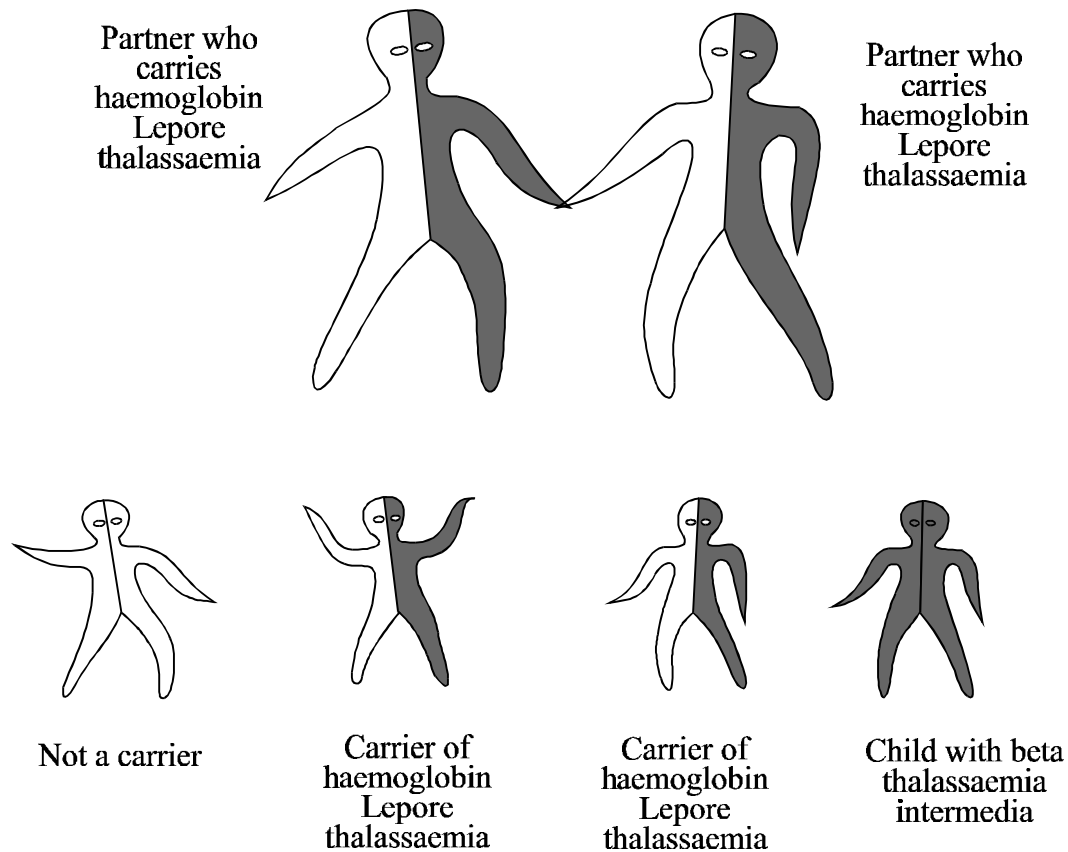 Partner who
carries
haemoglobin
Lepore
thalassaemia
Partner who
carries
haemoglobin
Lepore
thalassaemia
Not a carrier
Carrier of
haemoglobin
Lepore
thalassaemia
Carrier of
haemoglobin
Lepore
thalassaemia
Child with beta
thalassaemia
intermedia